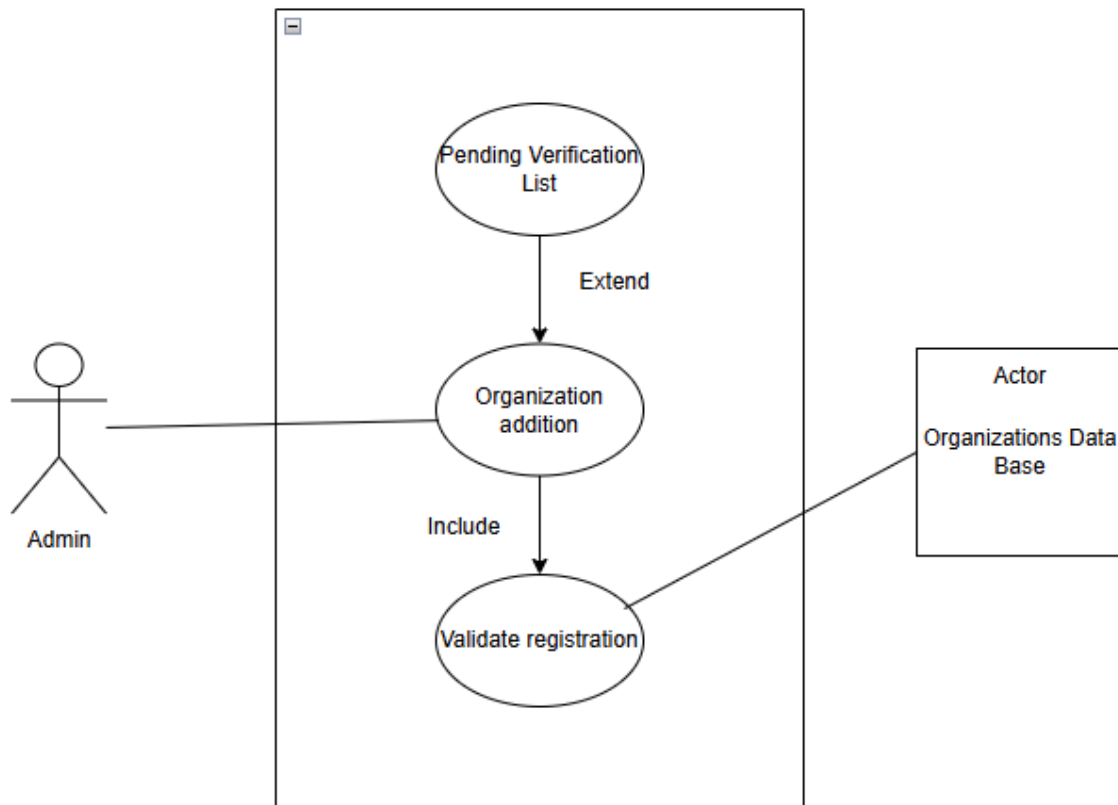 Pending Verification
List
Extend
Organization
addition
Actor
Organizations Data
Base
Include
Admin
Validate registration